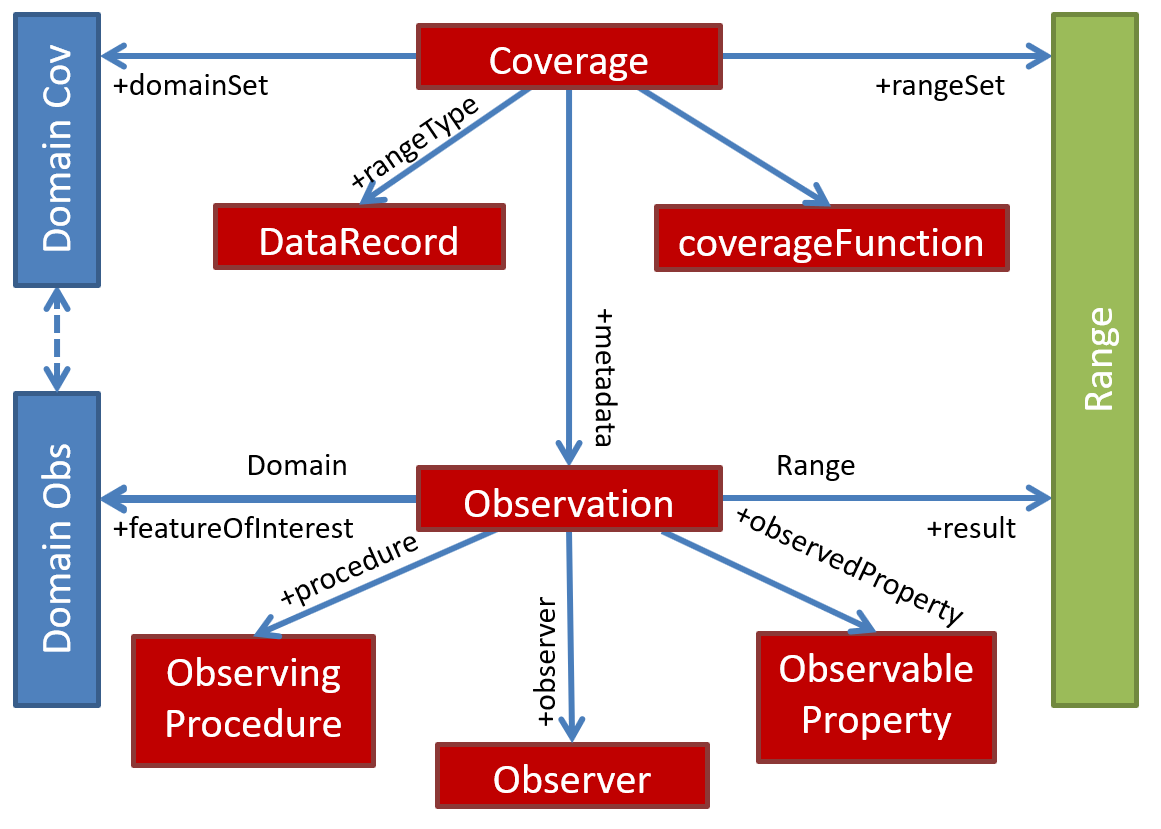 Coverage
Domain Cov
+domainSet
+rangeSet
+rangeType
DataRecord
coverageFunction
+metadata
Range
Domain Obs
Domain
Range
Observation
+featureOfInterest
+result
+procedure
+observer
+observedProperty
Observing
Procedure
Observable
Property
Observer